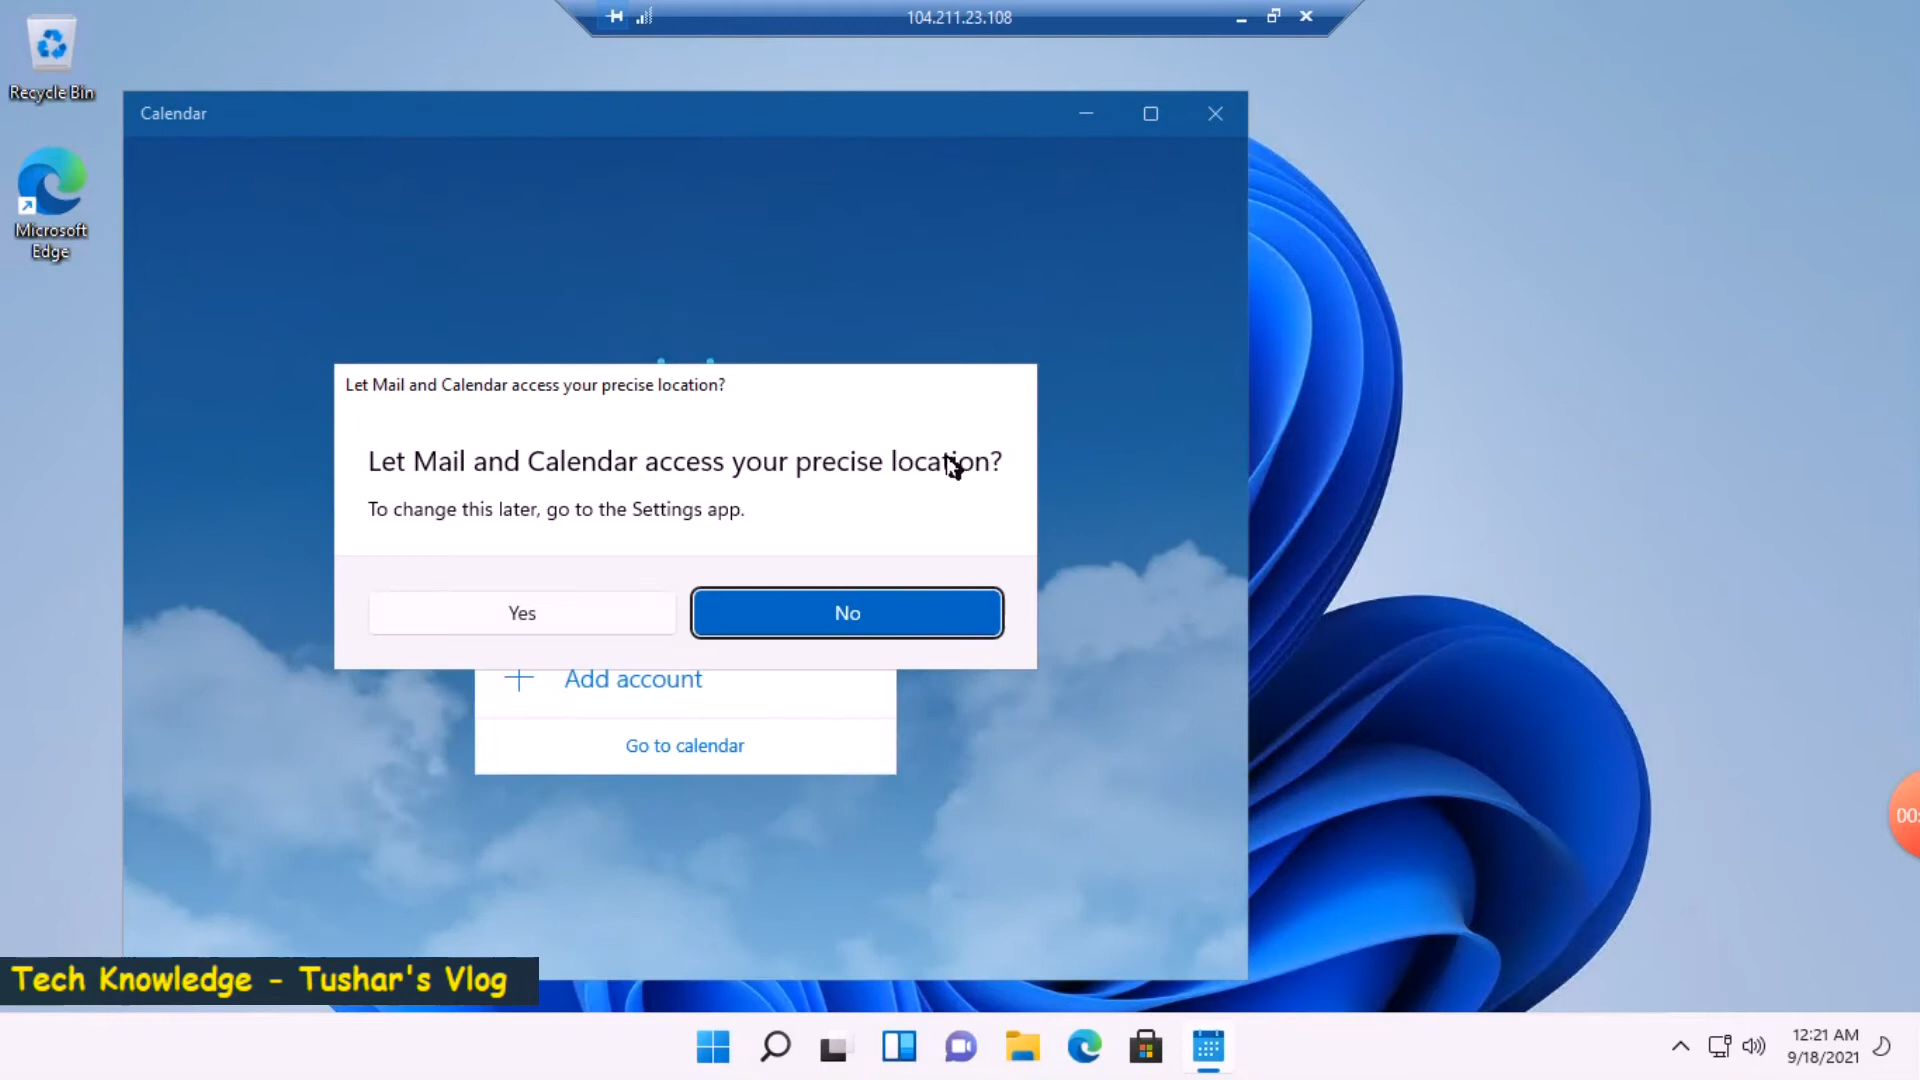 104.211.23.108
Recycle Bin
Microsoft
Edge
Calendar
Let Mail and Calendar access your precise location?
Let Mail and Calendar access your precise location?
To change this later, go to the Settings app.
Yes
No
Add account
Go to calendar
00:
Tech Knowledge - Tushar's Vlog
12:21 AM
9/18/2021